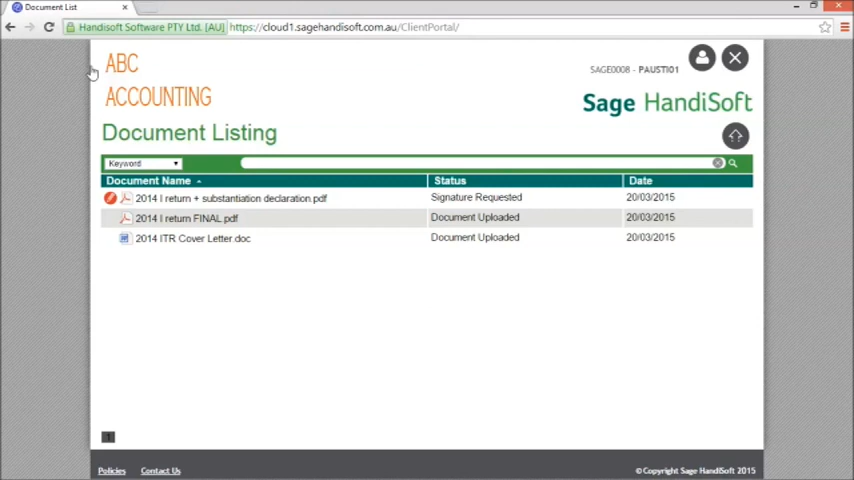 Document List
Handisoft Software PTY Ltd. [AU] https://cloud1.sagehandisoft.com.au/ClientPortal/
ABC
ACCOUNTING
SAGE0008 - PAUSTI01
Sage HandiSoft
Document Listing
Keyword
Document Name Status Date
2014 I return + substantiation declaration.pdf Signature Requested 20/03/2015
2014 I return FINAL.pdf Document Uploaded 20/03/2015
2014 ITR Cover Letter.doc Document Uploaded 20/03/2015
Policies Contact Us © Copyright Sage HandiSoft 2015